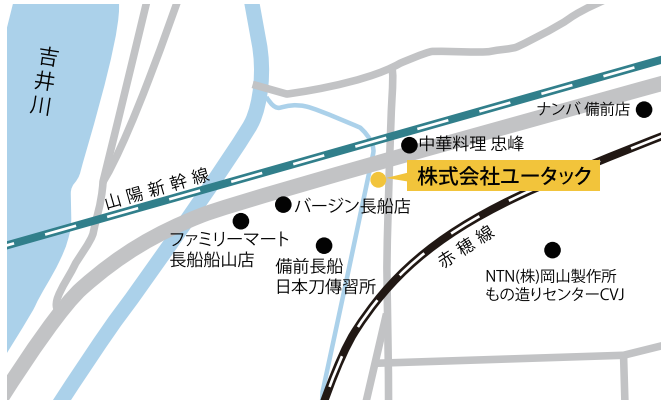 吉井川
ナンバ 備前店
中華料理 忠峰
株式会社ユータック
山陽新幹線
バージン長船店
ファミリーマート
長船船山店
赤穂線
備前長船
日本刀傳習所
NTN(株)岡山製作所
もの造りセンターCVJ